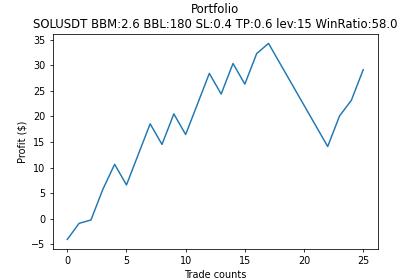 Portfolio
SOLUSDT BBM:2.6 BBL:180 SL:0.4 TP:0.6 lev:15 WinRatio:58.0
35
30
25
20
15
10
5
0
−5
Profit ($)
0 5 10 15 20 25
Trade counts